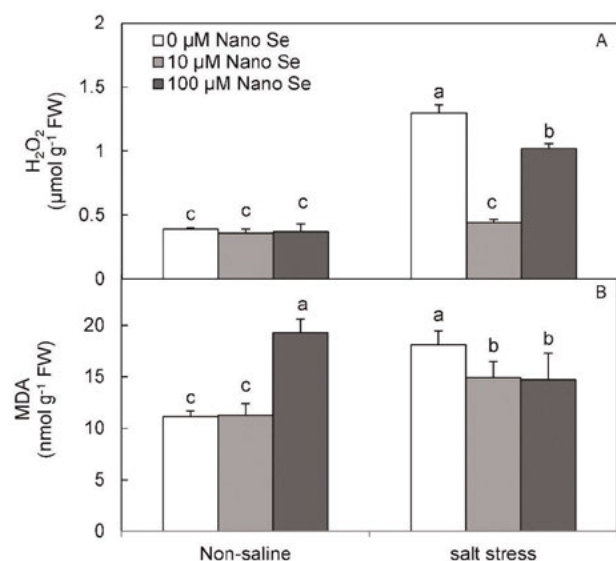 2
0 µM Nano Se
A
10 µM Nano Se
100 µM Nano Se
1.5
a
b
H₂O₂
(µmol g⁻¹ FW)
1
c c c
c
0.5
0
B
a
a
20
b b
MDA
(nmol g⁻¹ FW)
15
c c
10
5
0
Non-saline salt stress